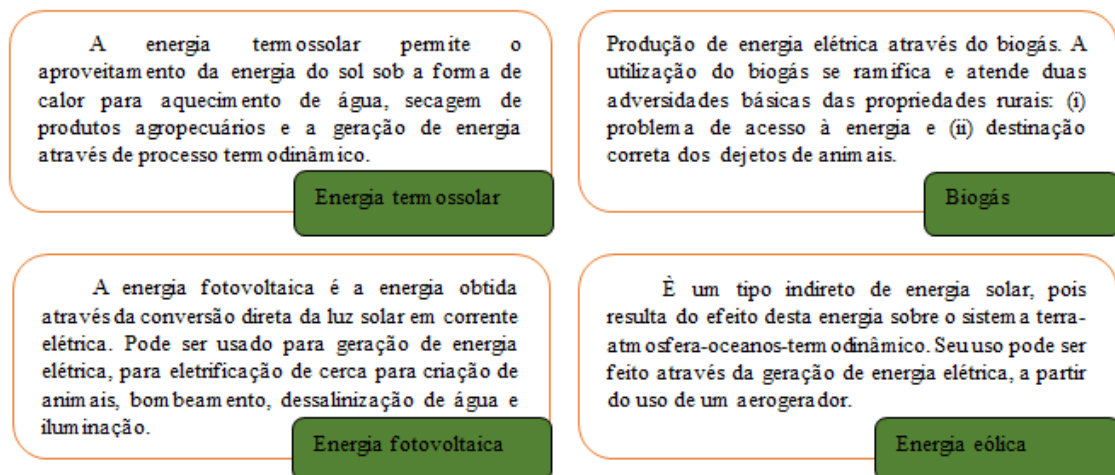 A energia termossolar permite o
aproveitamento da energia do sol sob a forma de
calor para aquecimento de água, secagem de
produtos agropecuários e a geração de energia
através de processo termodinâmico.
Energia termossolar
Produção de energia elétrica através do biogás. A
utilização do biogás se ramifica e atende duas
adversidades básicas das propriedades rurais: (i)
problema de acesso à energia e (ii) destinação
correta dos dejetos de animais.
Biogás
A energia fotovoltaica é a energia obtida
através da conversão direta da luz solar em corrente
elétrica. Pode ser usado para geração de energia
elétrica, para eletrificação de cerca para criação de
animais, bombeamento, dessalinização de água e
iluminação.
Energia fotovoltaica
È um tipo indireto de energia solar, pois
resulta do efeito desta energia sobre o sistema terra-
atmosfera-oceanos-termodinâmico. Seu uso pode ser
feito através da geração de energia elétrica, a partir
do uso de um aerogerador.
Energia eólica